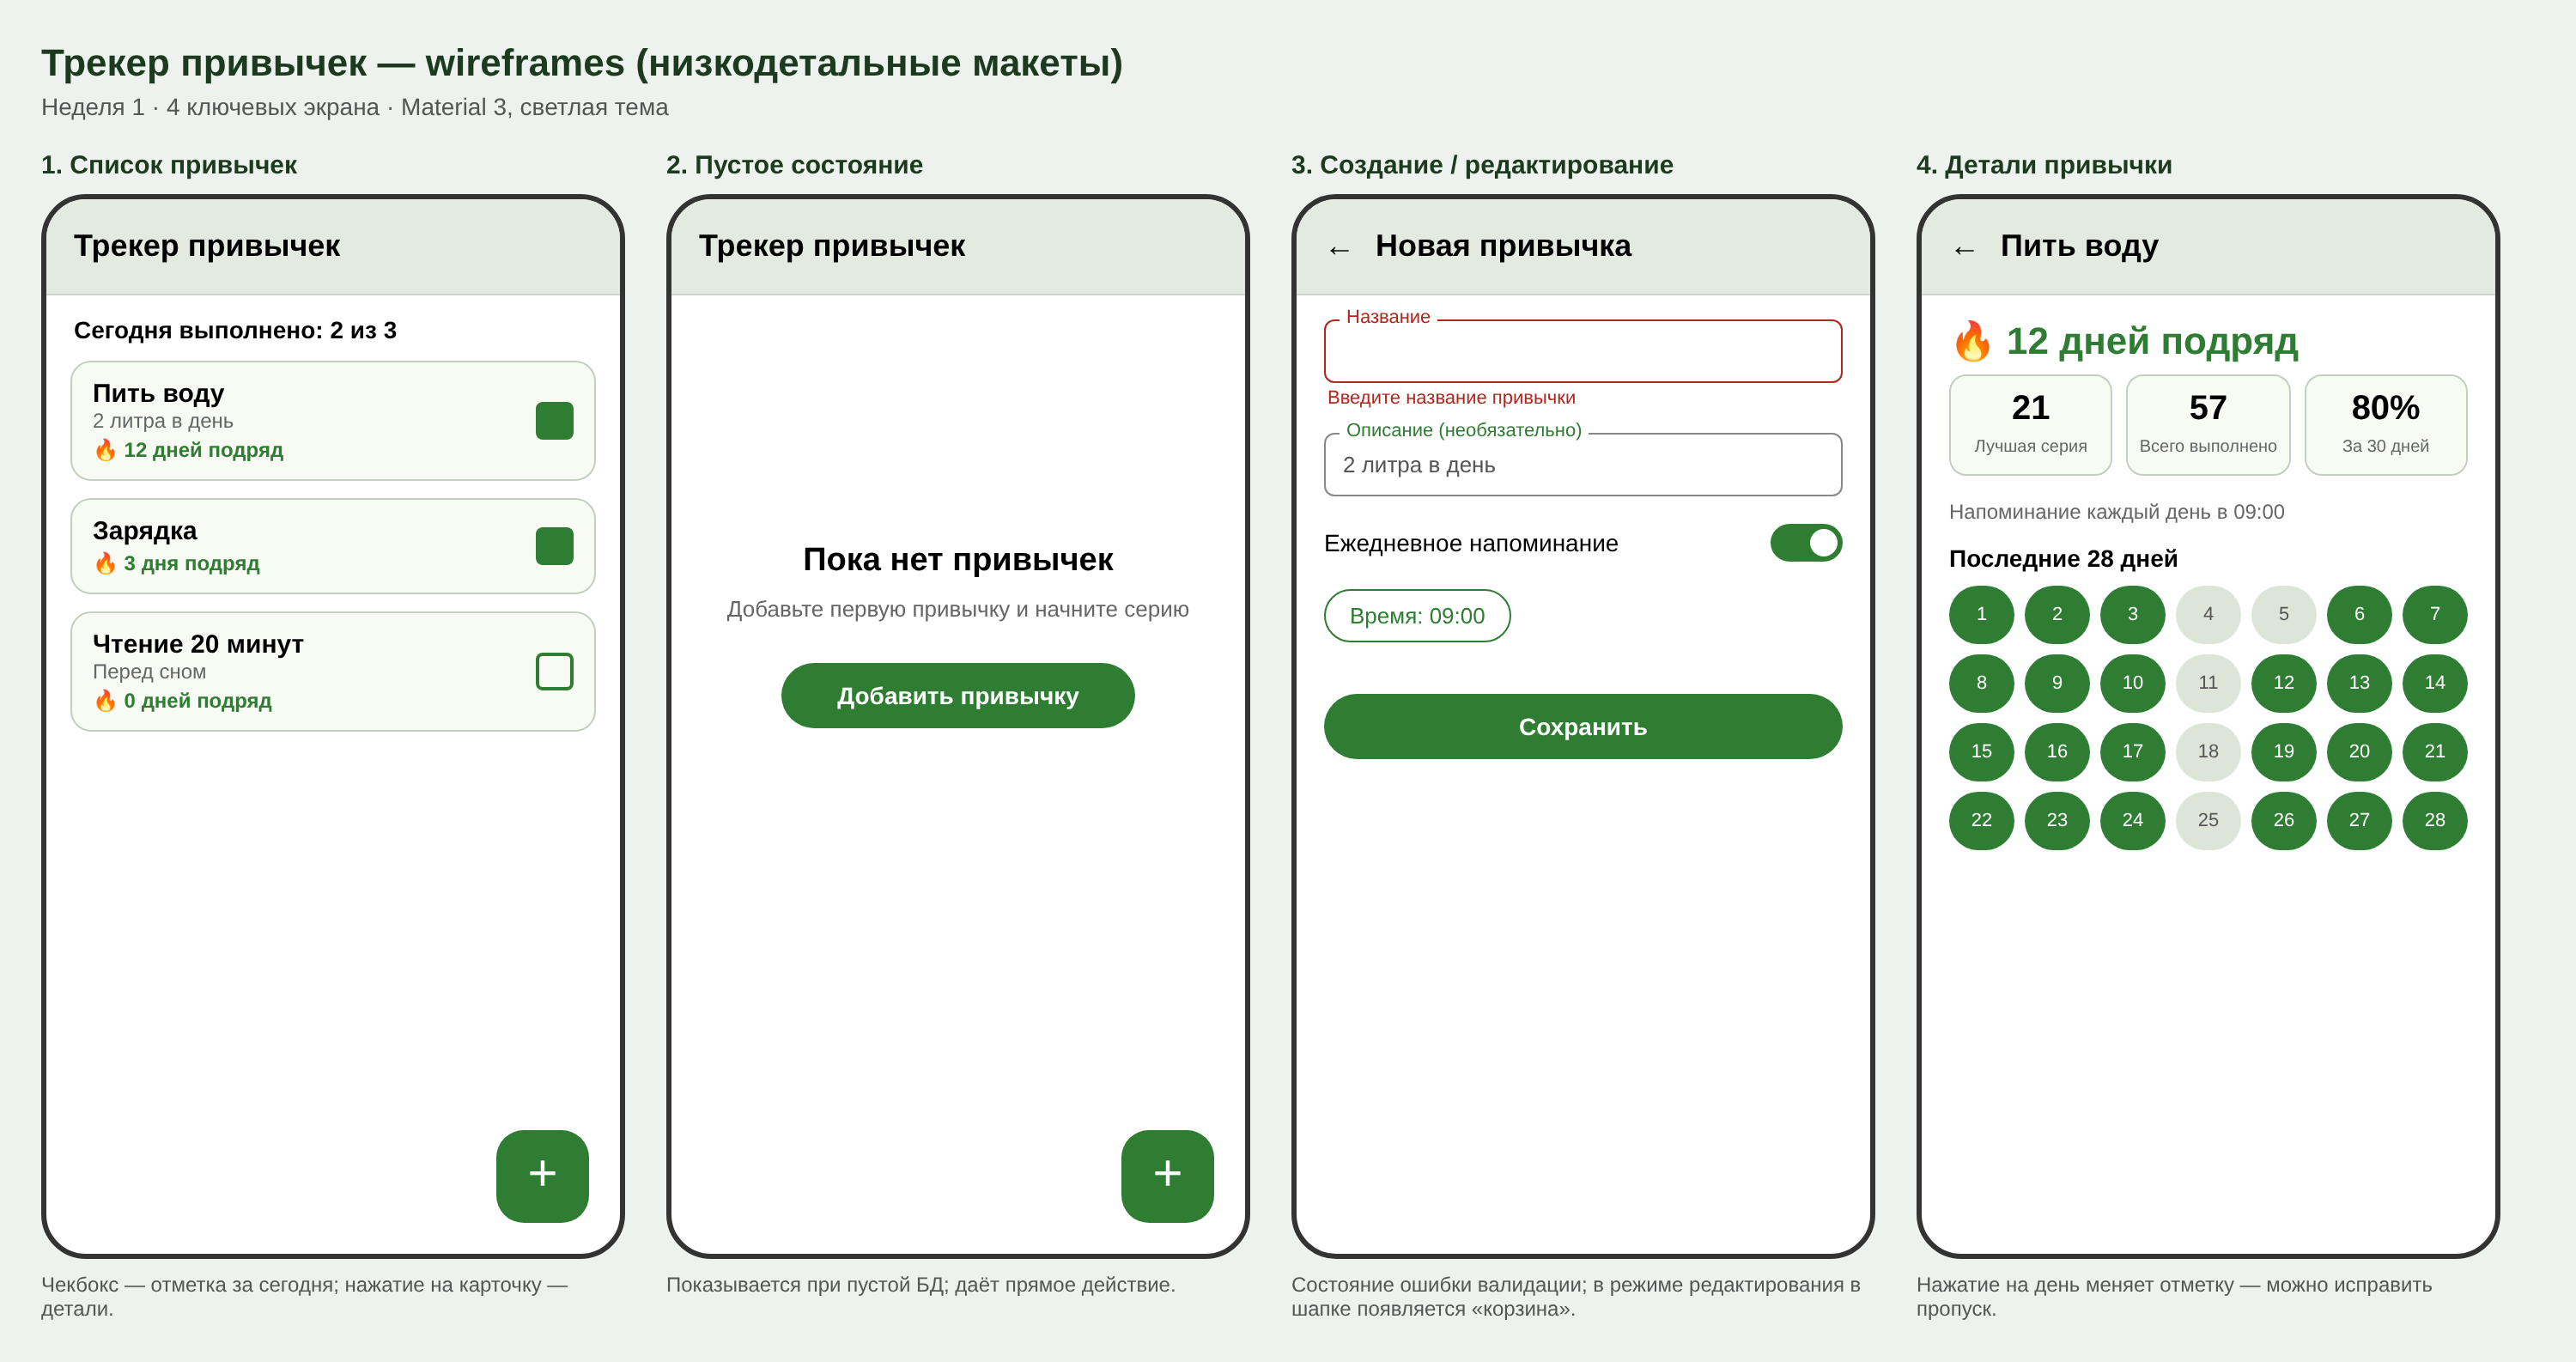 Трекер привычек — wireframes (низкодетальные макеты)
Неделя 1 · 4 ключевых экрана · Material 3, светлая тема
1. Список привычек
Трекер привычек
Сегодня выполнено: 2 из 3
Пить воду
2 литра в день
🔥 12 дней подряд
Зарядка
🔥 3 дня подряд
Чтение 20 минут
Перед сном
🔥 0 дней подряд
+
Чекбокс — отметка за сегодня; нажатие на карточку —
детали.
2. Пустое состояние
Трекер привычек
Пока нет привычек
Добавьте первую привычку и начните серию
Добавить привычку
+
Показывается при пустой БД; даёт прямое действие.
3. Создание / редактирование
← Новая привычка
Название
Введите название привычки
Описание (необязательно)
2 литра в день
Ежедневное напоминание
Время: 09:00
Сохранить
Состояние ошибки валидации; в режиме редактирования в
шапке появляется «корзина».
4. Детали привычки
← Пить воду
🔥 12 дней подряд
21 57 80%
Лучшая серия Всего выполнено За 30 дней
Напоминание каждый день в 09:00
Последние 28 дней
1 2 3 4 5 6 7
8 9 10 11 12 13 14
15 16 17 18 19 20 21
22 23 24 25 26 27 28
Нажатие на день меняет отметку — можно исправить
пропуск.